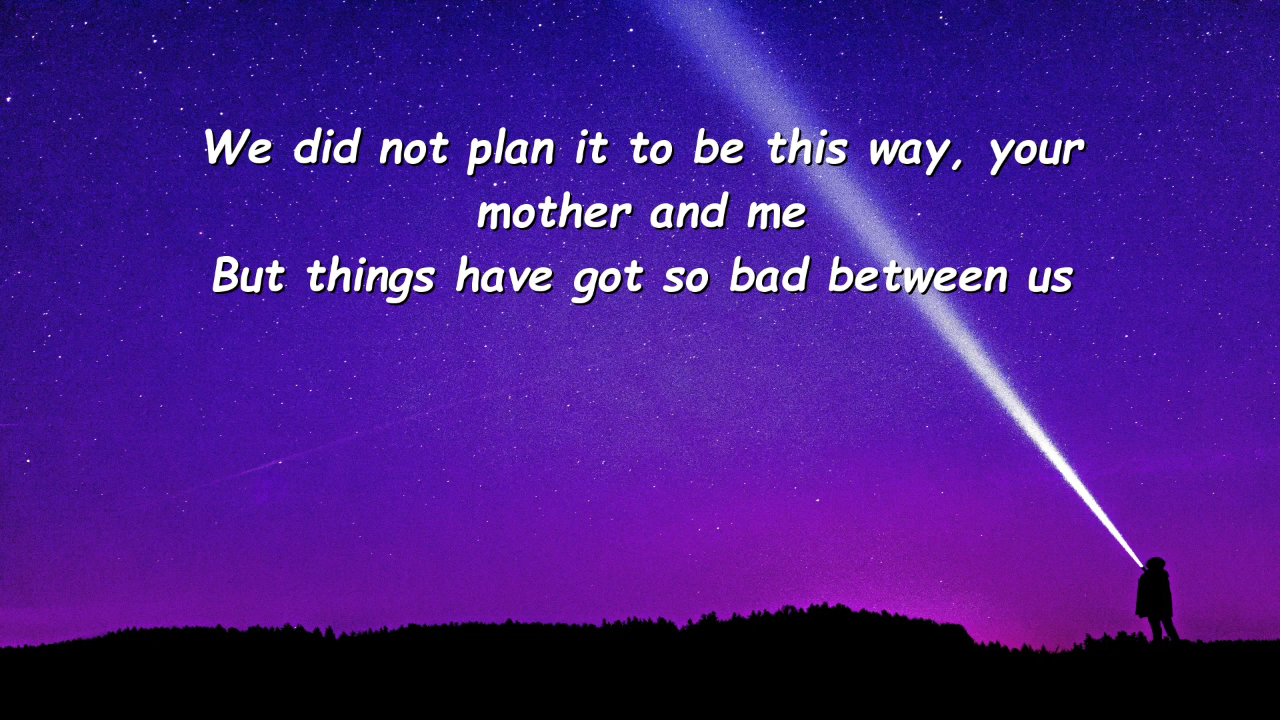 We did not plan it to be this way, your
mother and me
But things have got so bad between us